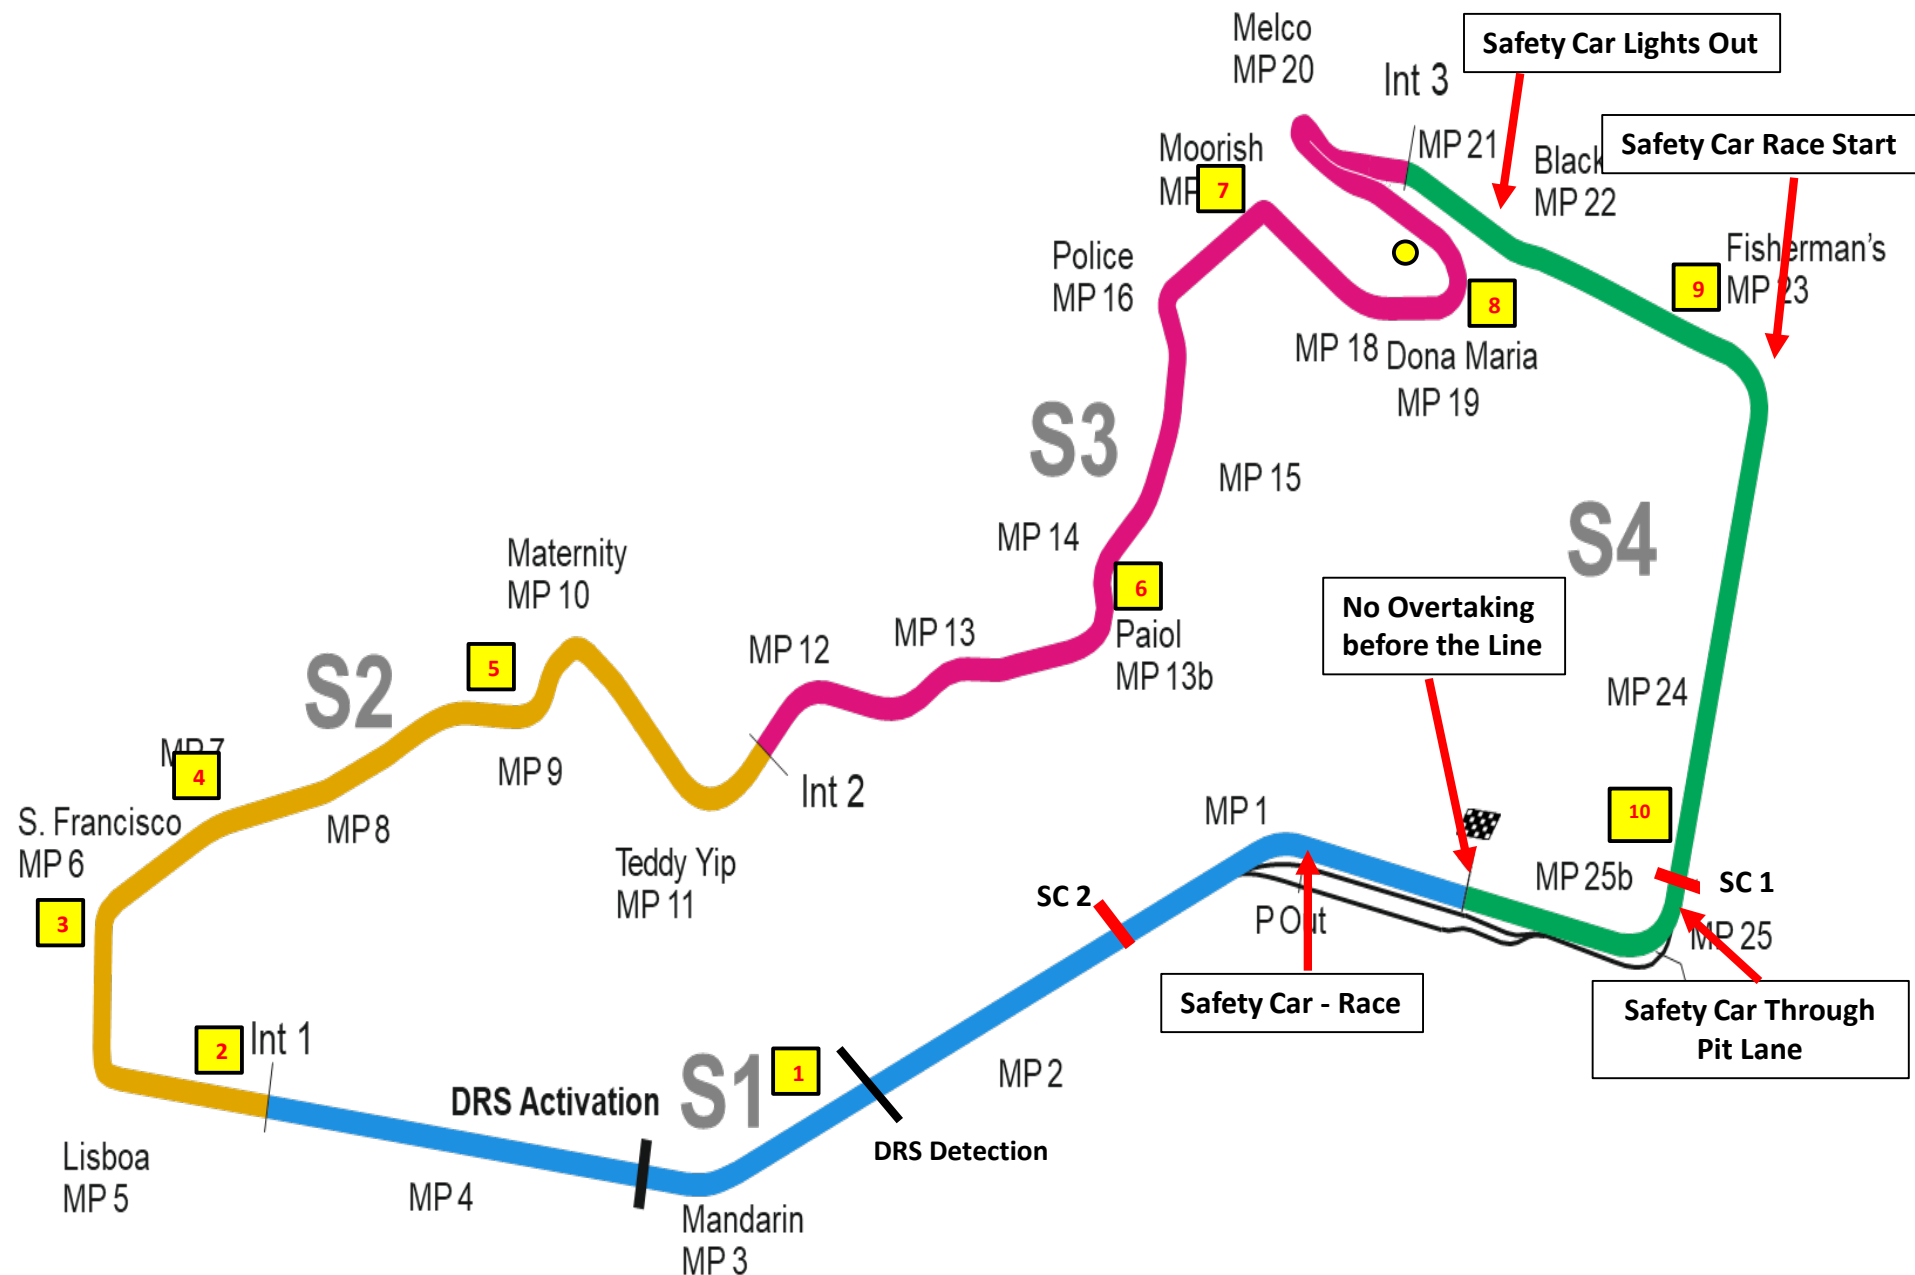 Melco
MP 20
Safety Car Lights Out
Int 3
Safety Car Race Start
MP 21
Black
MP 22
Moorish
MP
7
Fisherman's
MP 23
9
Police
MP 16
8
MP 18
Dona Maria
MP 19
S3
MP 15
S4
MP 14
6
Paiol
MP 13b
No Overtaking
before the Line
Maternity
MP 10
5
MP 13
MP 12
S2
MP 24
MP 7
4
MP 9
Int 2
MP 1
10
S. Francisco
MP 6
MP 8
Teddy Yip
MP 11
MP 25b
SC 1
SC 2
3
P Out
MP 25
Safety Car - Race
Safety Car Through
Pit Lane
2
Int 1
S1
1
MP 2
DRS Activation
DRS Detection
Lisboa
MP 5
MP 4
Mandarin
MP 3